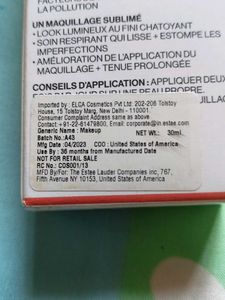 LA POLLUTION
UN MAQUILLAGE SUBLIMÉ
• LOOK LUMINEUX AU FINI CHATOYANT
• SOIN RESPIRANT QUI LISSE + ESTOMPE LES
IMPERFECTIONS
• AMÉLIORATION DE L'APPLICATION DU
MAQUILLAGE + TENUE PROLONGÉE
CONSEILS D'APPLICATION : APPLIQUER DEUX
Imported by : ELCA Cosmetics Pvt Ltd: 2002-206 Tolstoy
House, 15 Tolstoy Marg, New Delhi - 110001
Consumer Complaint Address same as above
Contact: +91-22-61479800, Email: corporate@in.estee.com
Generic Name : Makeup NET Wt. 30ml
Batch No. A43
Mfg Date : 04/2023 COO : United States of America
Use By : 36 months from Manufactured Date
NOT FOR RETAIL SALE
RC No. : COS001/13
MFD By/For: The Estee Lauder Companies inc, 767,
Fifth Avenue NY 10153, United States of America